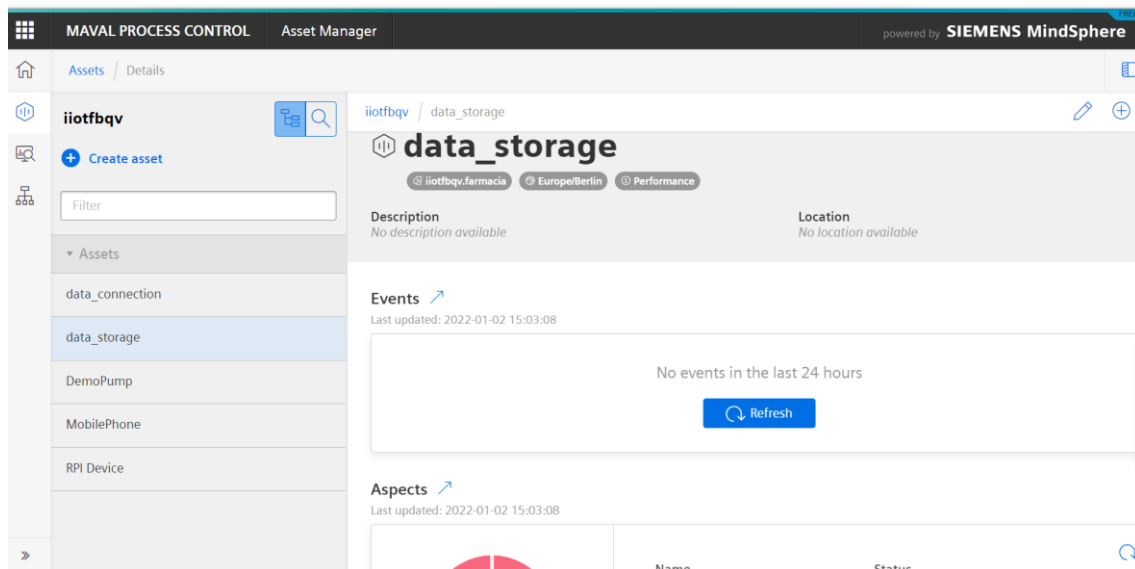 FREE
MAVAL PROCESS CONTROL Asset Manager powered by SIEMENS MindSphere
Assets / Details
iiotfbqv
Create asset
Filter
Assets
data_connection
data_storage
DemoPump
MobilePhone
RPI Device
iiotfbqv / data_storage
data_storage
iiotfbqv.farmacia Europe/Berlin Performance
Description
No description available
Location
No location available
Events
Last updated: 2022-01-02 15:03:08
No events in the last 24 hours
Refresh
Aspects
Last updated: 2022-01-02 15:03:08
Name Status